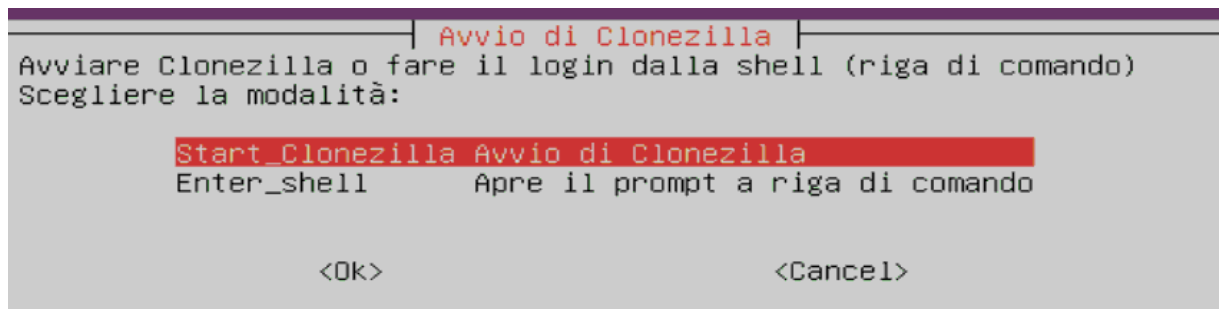 Avvio di Clonezilla
Avviare Clonezilla o fare il login dalla shell (riga di comando)
Scegliere la modalità:
Start_Clonezilla Avvio di Clonezilla
Enter_shell Apre il prompt a riga di comando
<Ok> <Cancel>